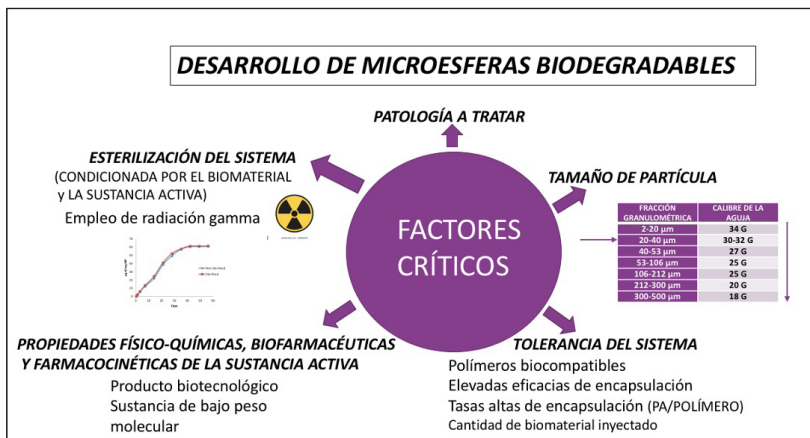 DESARROLLO DE MICROESFERAS BIODEGRADABLES
PATOLOGÍA A TRATAR
ESTERILIZACIÓN DEL SISTEMA
(CONDICIONADA POR EL BIOMATERIAL
y LA SUSTANCIA ACTIVA)
Empleo de radiación gamma
TAMAÑO DE PARTÍCULA
FRACCIÓN GRANULOMÉTRICA CALIBRE DE LA AGUJA
2-20 µm 34 G
20-40 µm 30-32 G
40-53 µm 27 G
53-106 µm 25 G
106-212 µm 25 G
212-300 µm 20 G
300-500 µm 18 G
FACTORES
CRÍTICOS
PROPIEDADES FÍSICO-QUÍMICAS, BIOFARMACÉUTICAS
Y FARMACOCINÉTICAS DE LA SUSTANCIA ACTIVA
Producto biotecnológico
Sustancia de bajo peso
molecular
TOLERANCIA DEL SISTEMA
Polímeros biocompatibles
Elevadas eficacias de encapsulación
Tasas altas de encapsulación (PA/POLÍMERO)
Cantidad de biomaterial inyectado